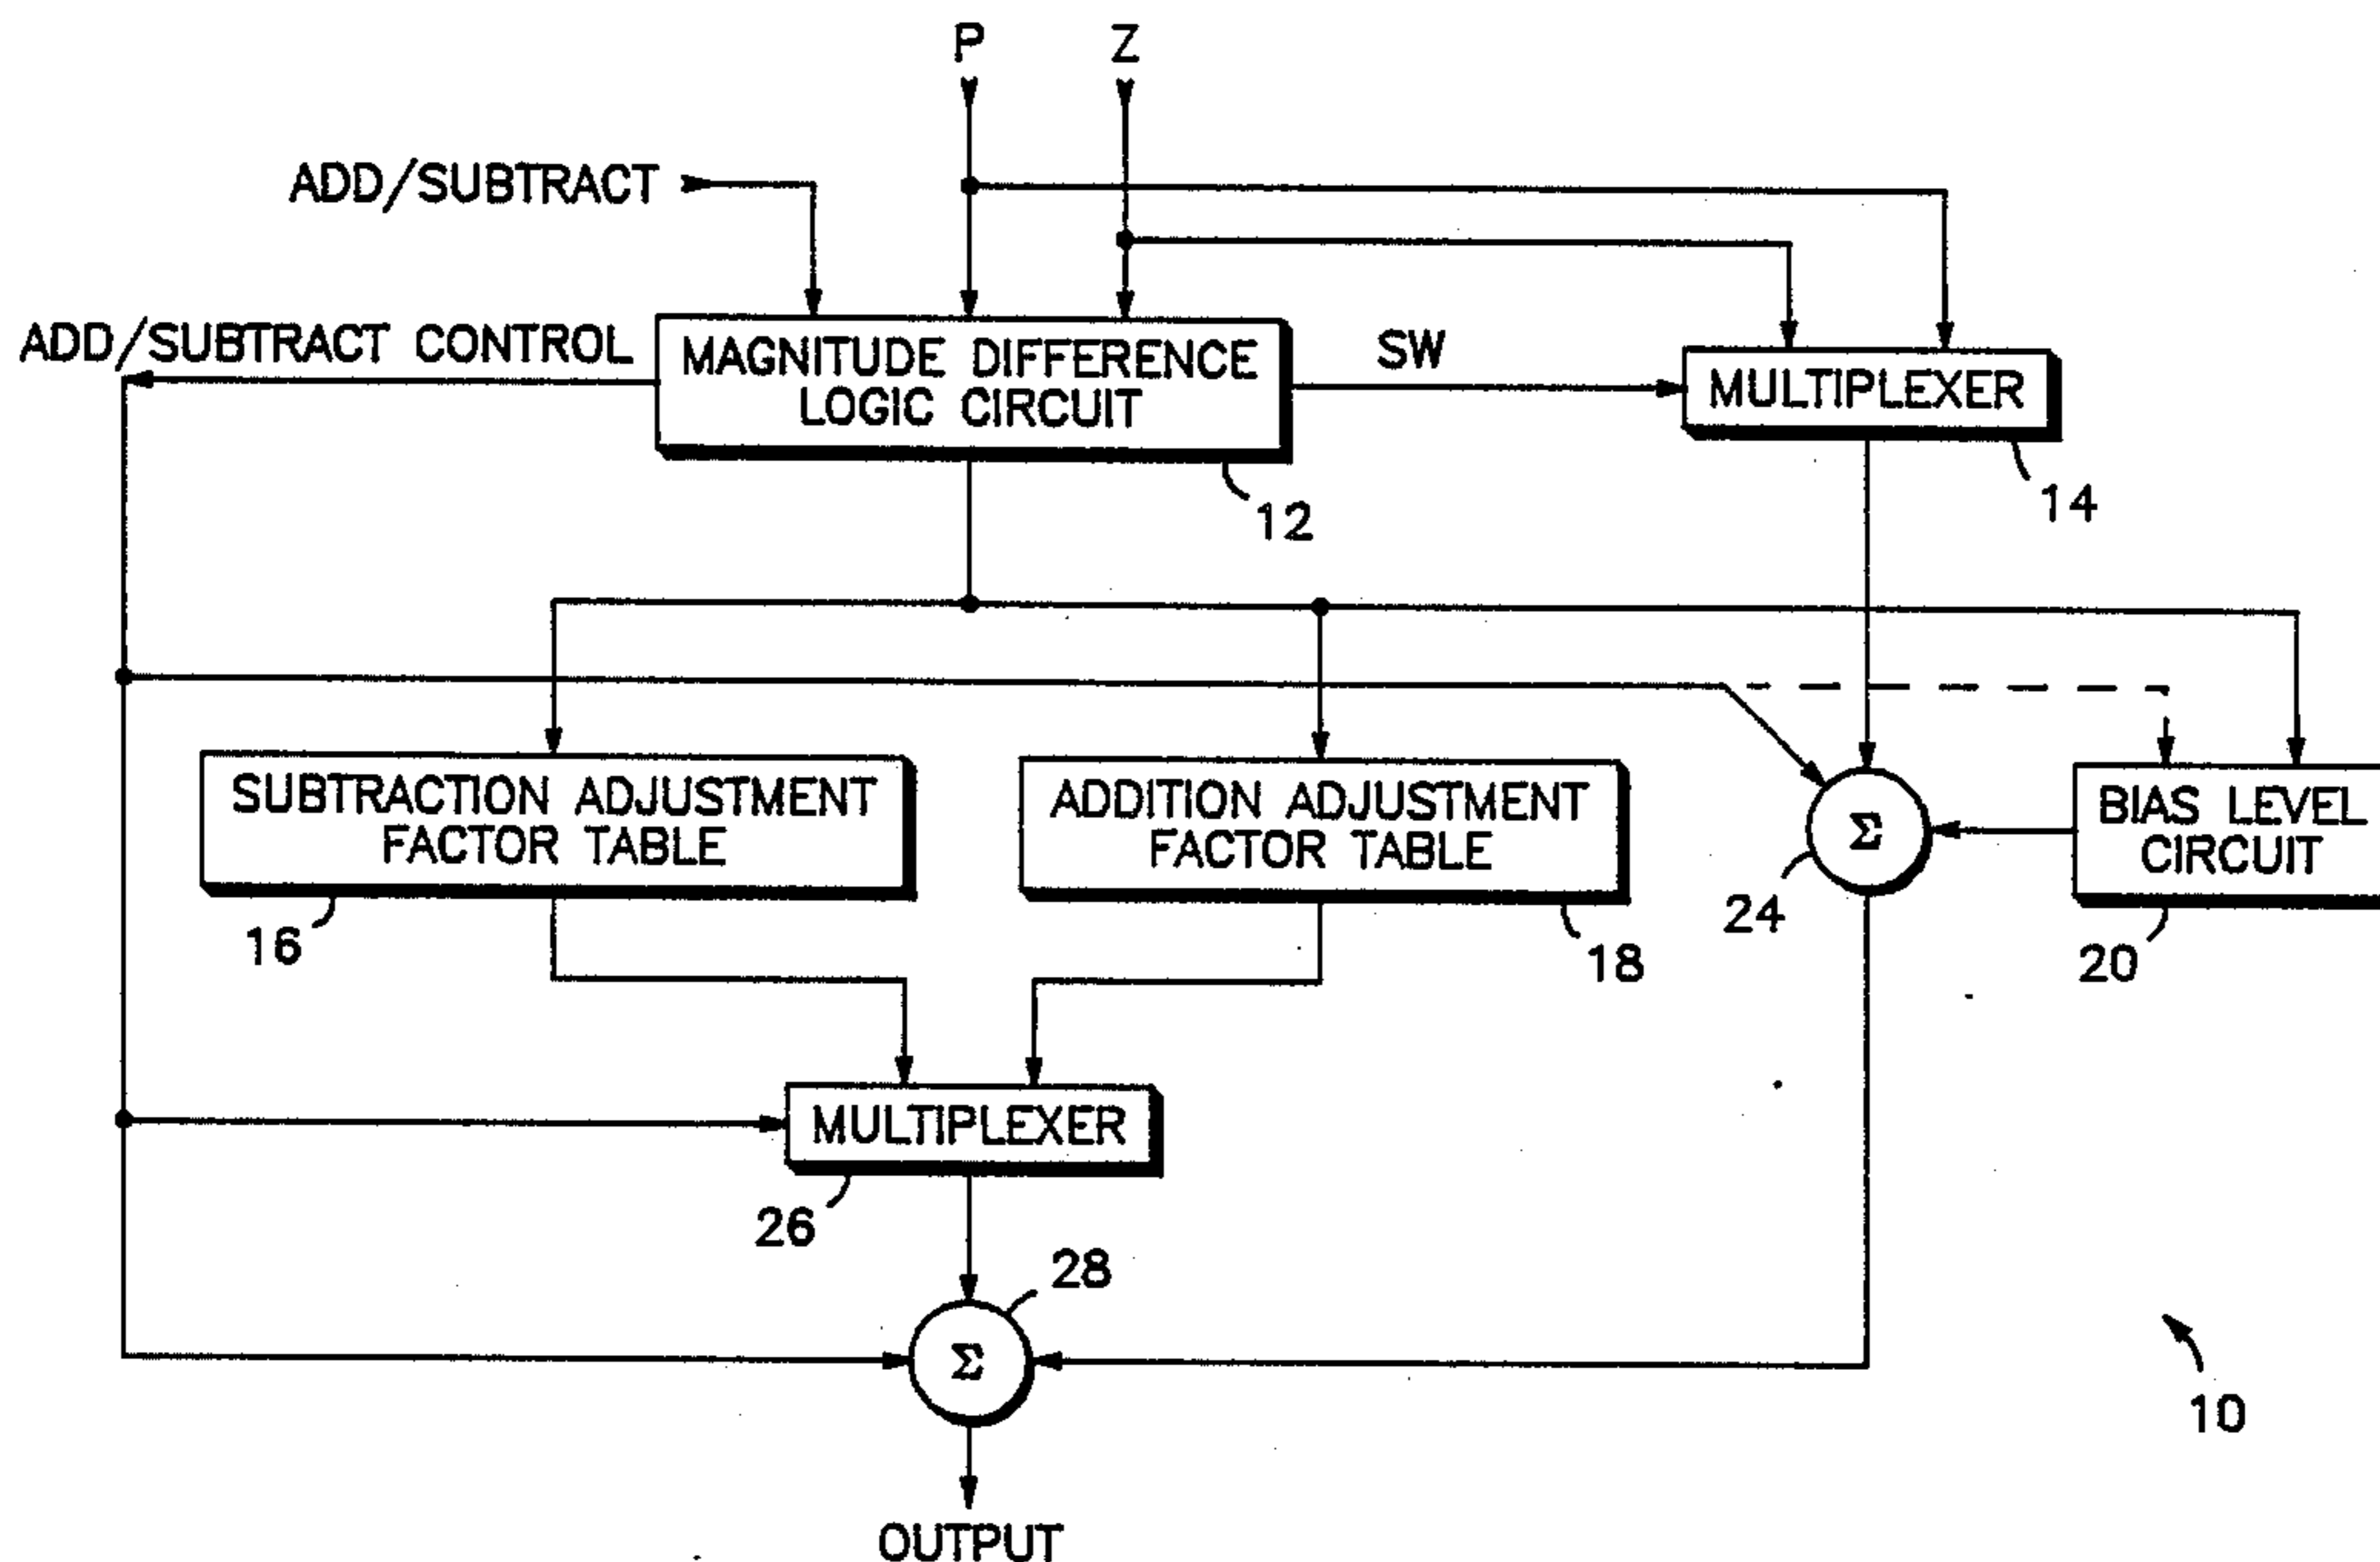 P
Z
ADD/SUBTRACT
ADD/SUBTRACT CONTROL
MAGNITUDE DIFFERENCE
LOGIC CIRCUIT
SW
MULTIPLEXER
12
14
SUBTRACTION ADJUSTMENT
FACTOR TABLE
ADDITION ADJUSTMENT
FACTOR TABLE
Σ
BIAS LEVEL
CIRCUIT
16
18
24
20
MULTIPLEXER
26
28
Σ
10
OUTPUT